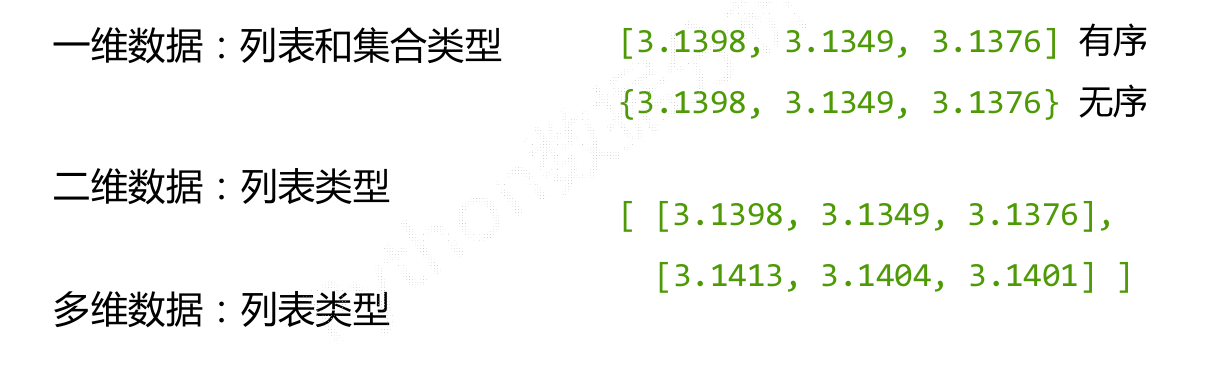 一维数据：列表和集合类型
[3.1398, 3.1349, 3.1376] 有序
{3.1398, 3.1349, 3.1376} 无序
二维数据：列表类型
[ [3.1398, 3.1349, 3.1376],
[3.1413, 3.1404, 3.1401] ]
多维数据：列表类型